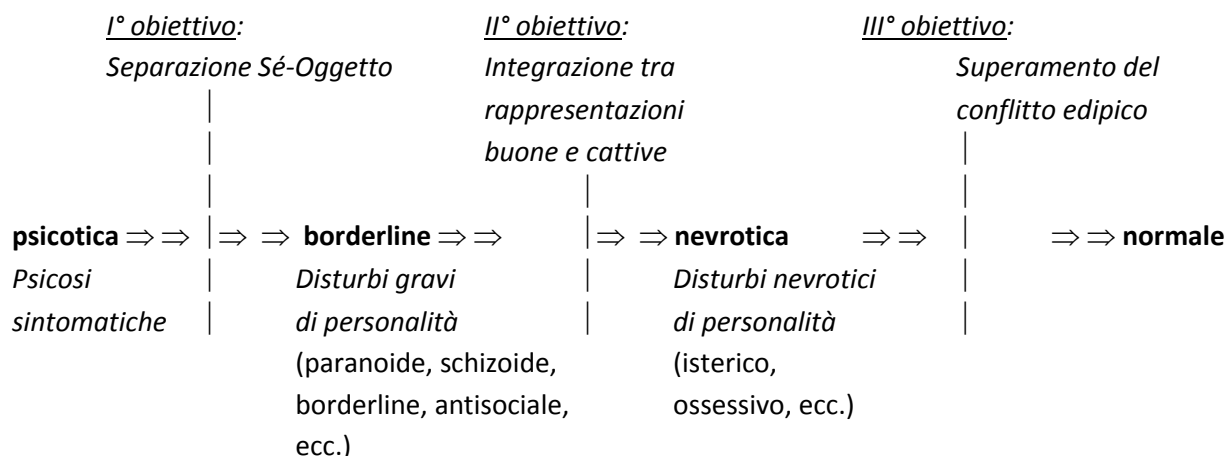 I° obiettivo: II° obiettivo: III° obiettivo:
Separazione Sé-Oggetto Integrazione tra Superamento del
rappresentazioni conflitto edipico
buone e cattive
psicotica ⇒ ⇒ | ⇒ ⇒ borderline ⇒ ⇒ | ⇒ ⇒ nevrotica ⇒ ⇒ | ⇒ ⇒ normale
Psicosi Disturbi gravi Disturbi nevrotici
sintomatiche di personalità di personalità
(paranoide, schizoide, (isterico,
borderline, antisociale, ossessivo, ecc.)
ecc.)